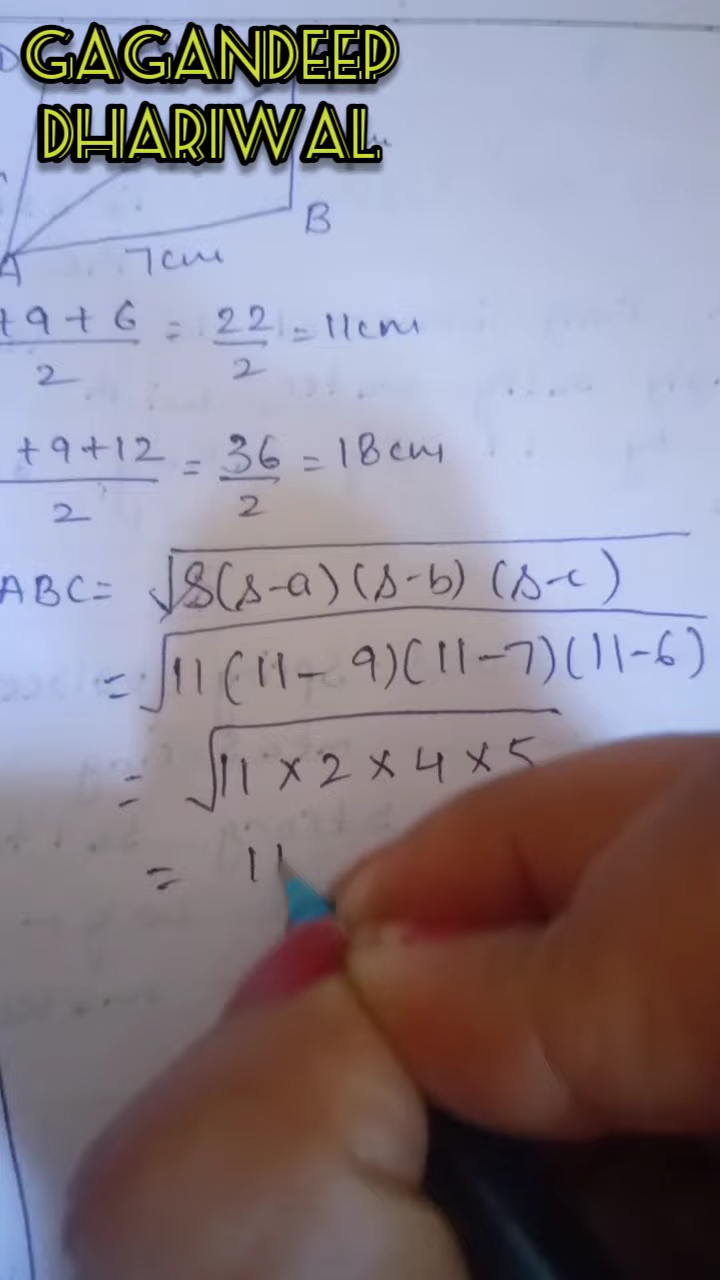 GAGANDEEP
DHARIWAL
D
B
A
7cm
+ 9 + 6 / 2 = 22 / 2 = 11cm
+ 9 + 12 / 2 = 36 / 2 = 18cm
ABC = √S(s-a)(s-b)(s-c)
= √11(11-9)(11-7)(11-6)
= √11 × 2 × 4 × 5
= 11